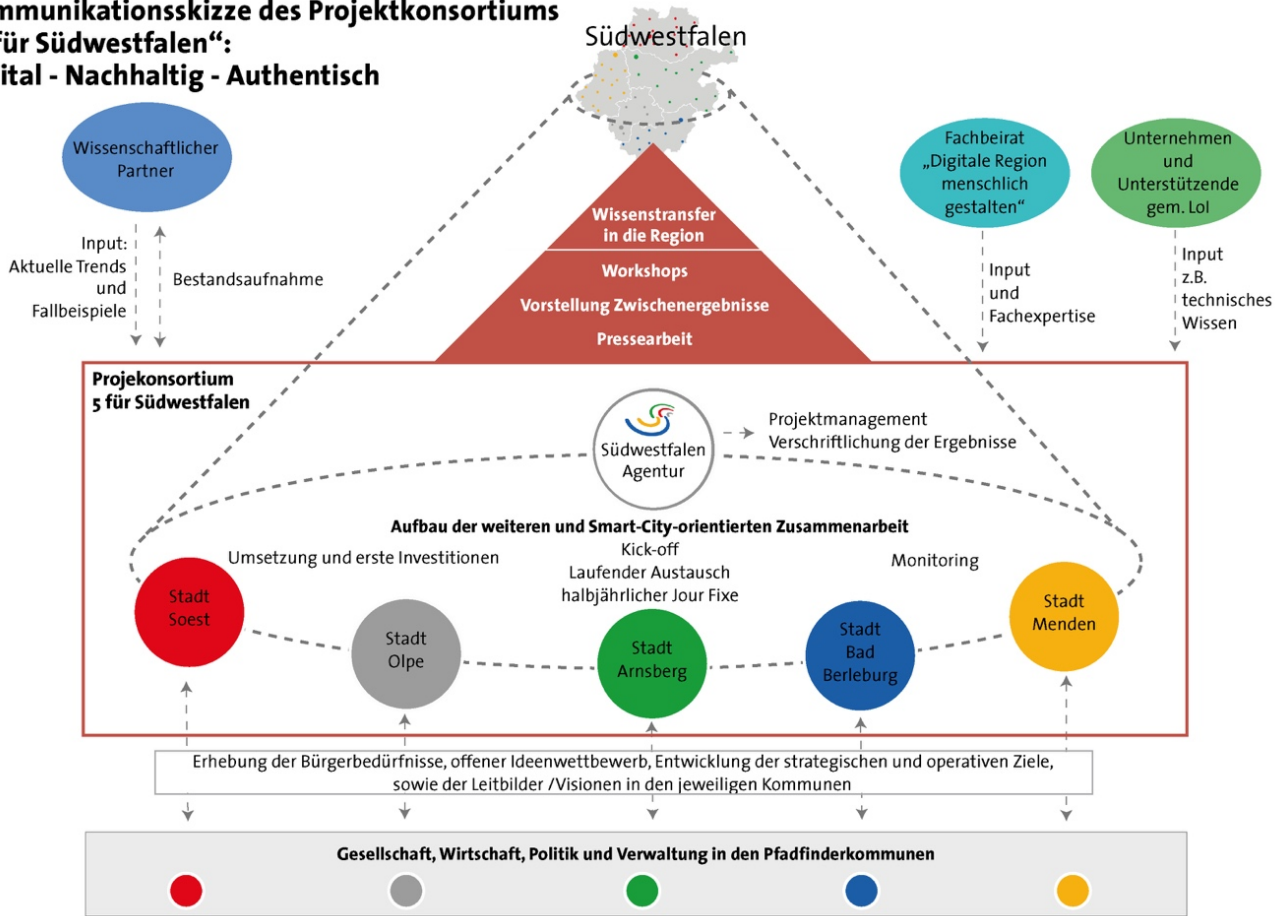 mmunikationsskizze des Projektkonsortiums
für Südwestfalen“:
ital - Nachhaltig - Authentisch
Südwestfalen
Wissenschaftlicher
Partner
Fachbeirat
„Digitale Region
menschlich
gestalten“
Unternehmen
und
Unterstützende
gem. LoI
Input:
Aktuelle Trends
und
Fallbeispiele
Bestandsaufnahme
Wissenstransfer
in die Region
Workshops
Vorstellung Zwischenergebnisse
Pressearbeit
Input
und
Fachexpertise
Input
z.B.
technisches
Wissen
Projekonsortium
5 für Südwestfalen
Südwestfalen
Agentur
Projektmanagement
Verschriftlichung der Ergebnisse
Aufbau der weiteren und Smart-City-orientierten Zusammenarbeit
Umsetzung und erste Investitionen
Kick-off
Laufender Austausch
halbjährlicher Jour Fixe
Monitoring
Stadt
Soest
Stadt
Olpe
Stadt
Arnsberg
Stadt
Bad
Berleburg
Stadt
Menden
Erhebung der Bürgerbedürfnisse, offener Ideenwettbewerb, Entwicklung der strategischen und operativen Ziele,
sowie der Leitbilder /Visionen in den jeweiligen Kommunen
Gesellschaft, Wirtschaft, Politik und Verwaltung in den Pfadfinderkommunen